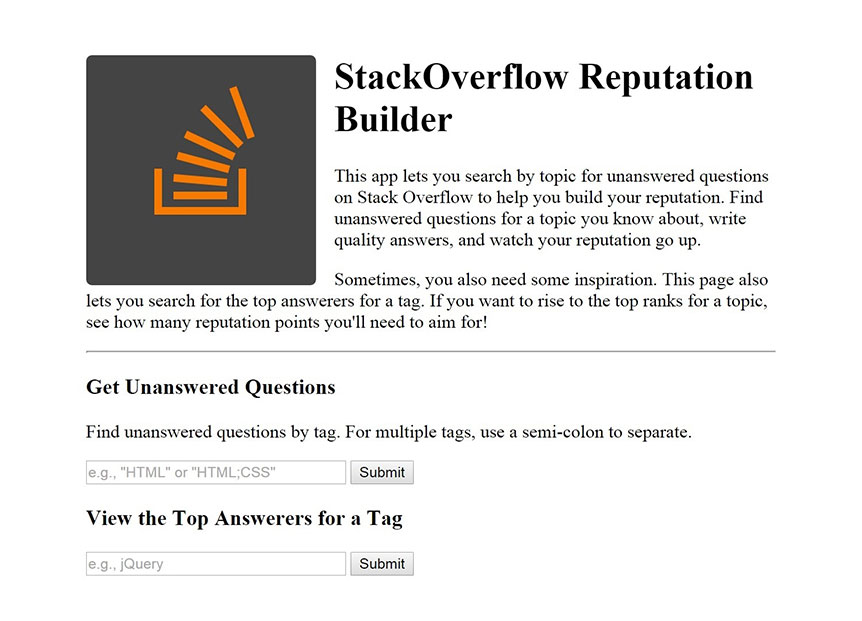 StackOverflow Reputation
Builder
This app lets you search by topic for unanswered questions
on Stack Overflow to help you build your reputation. Find
unanswered questions for a topic you know about, write
quality answers, and watch your reputation go up.
Sometimes, you also need some inspiration. This page also
lets you search for the top answerers for a tag. If you want to rise to the top ranks for a topic,
see how many reputation points you'll need to aim for!
Get Unanswered Questions
Find unanswered questions by tag. For multiple tags, use a semi-colon to separate.
e.g., "HTML" or "HTML;CSS" Submit
View the Top Answerers for a Tag
e.g., jQuery Submit